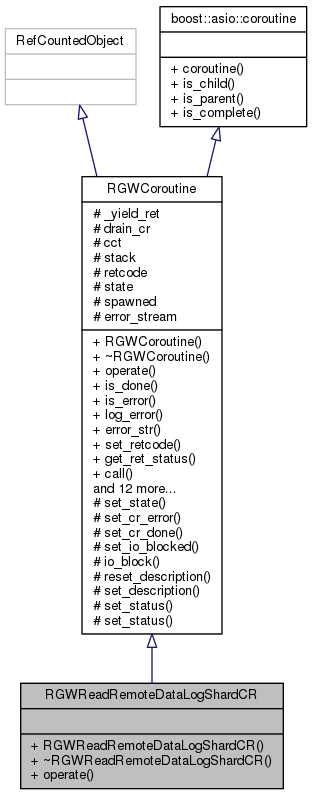 RefCountedObject
boost::asio::coroutine
+ coroutine()
+ is_child()
+ is_parent()
+ is_complete()
RGWCoroutine
# _yield_ret
# drain_cr
# cct
# stack
# retcode
# state
# spawned
# error_stream
+ RGWCoroutine()
+ ~RGWCoroutine()
+ operate()
+ is_done()
+ is_error()
+ log_error()
+ error_str()
+ set_retcode()
+ get_ret_status()
+ call()
and 12 more...
# set_state()
# set_cr_error()
# set_cr_done()
# set_io_blocked()
# io_block()
# reset_description()
# set_description()
# set_status()
# set_status()
RGWReadRemoteDataLogShardCR
+ RGWReadRemoteDataLogShardCR()
+ ~RGWReadRemoteDataLogShardCR()
+ operate()